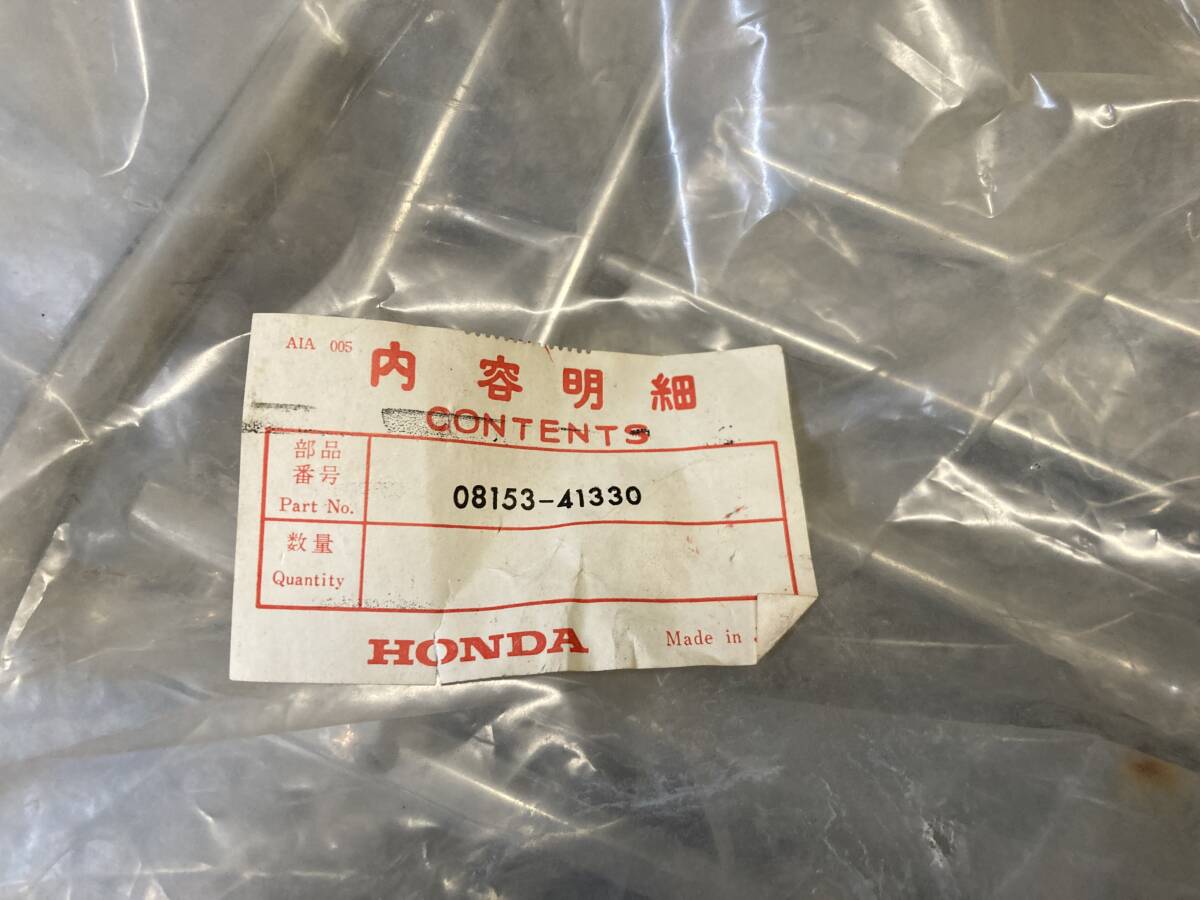 AIA 005
内容明細
CONTENTS
部品
番号
Part No.
08153-41330
数量
Quantity
HONDA
Made in